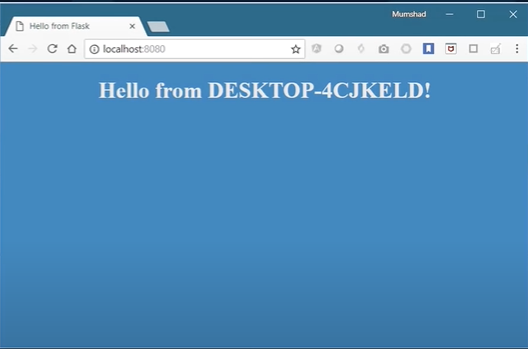 Mumshad
Hello from Flask
localhost:8080
Hello from DESKTOP-4CJKELD!